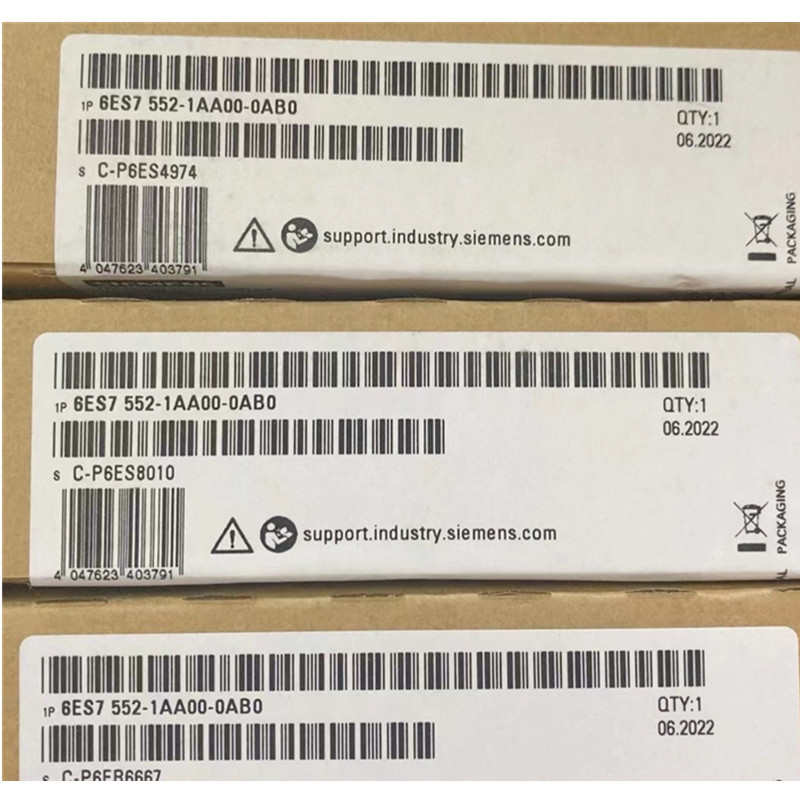 1P 6ES7 552-1AA00-0AB0
QTY:1
06.2022
S C-P6ES4974
support.industry.siemens.com
4 047623 403791
PACKAGING
1P 6ES7 552-1AA00-0AB0
QTY:1
06.2022
S C-P6ES8010
support.industry.siemens.com
4 047623 403791
PACKAGING
1P 6ES7 552-1AA00-0AB0
QTY:1
06.2022
S C-P6ER6667